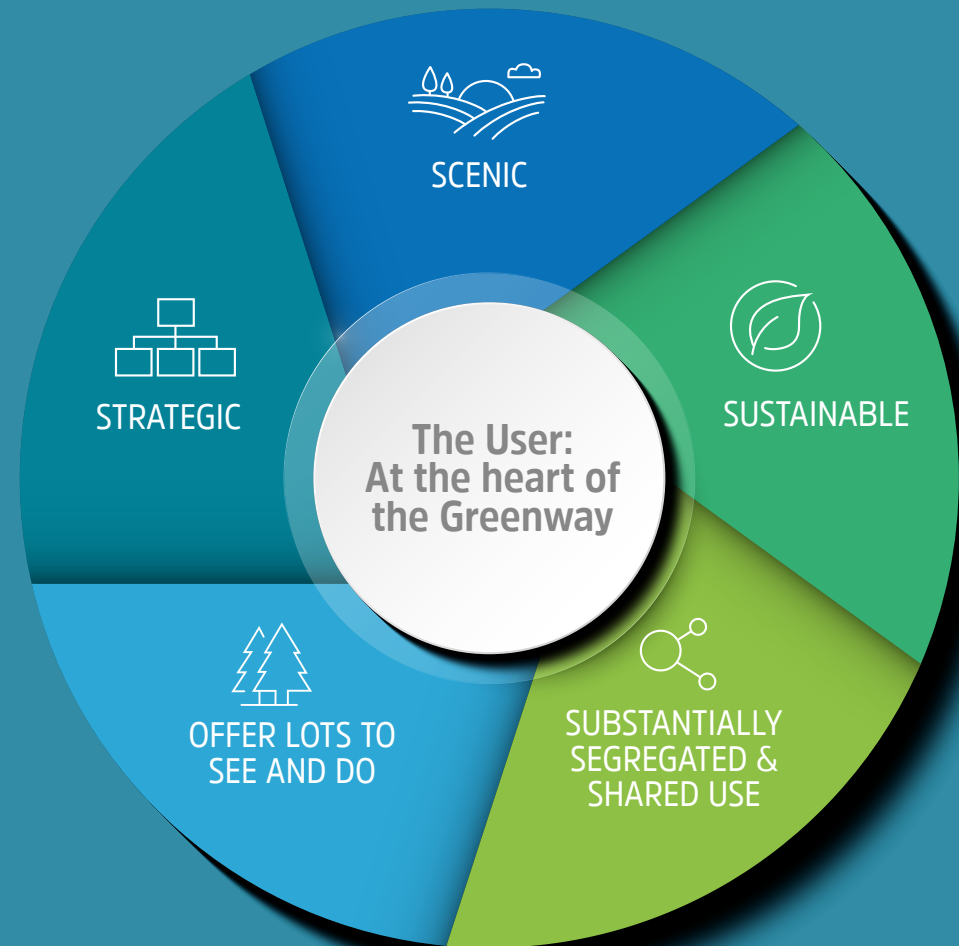 SCENIC
STRATEGIC
SUSTAINABLE
The User:
At the heart of
the Greenway
OFFER LOTS TO
SEE AND DO
SUBSTANTIALLY
SEGREGATED &
SHARED USE